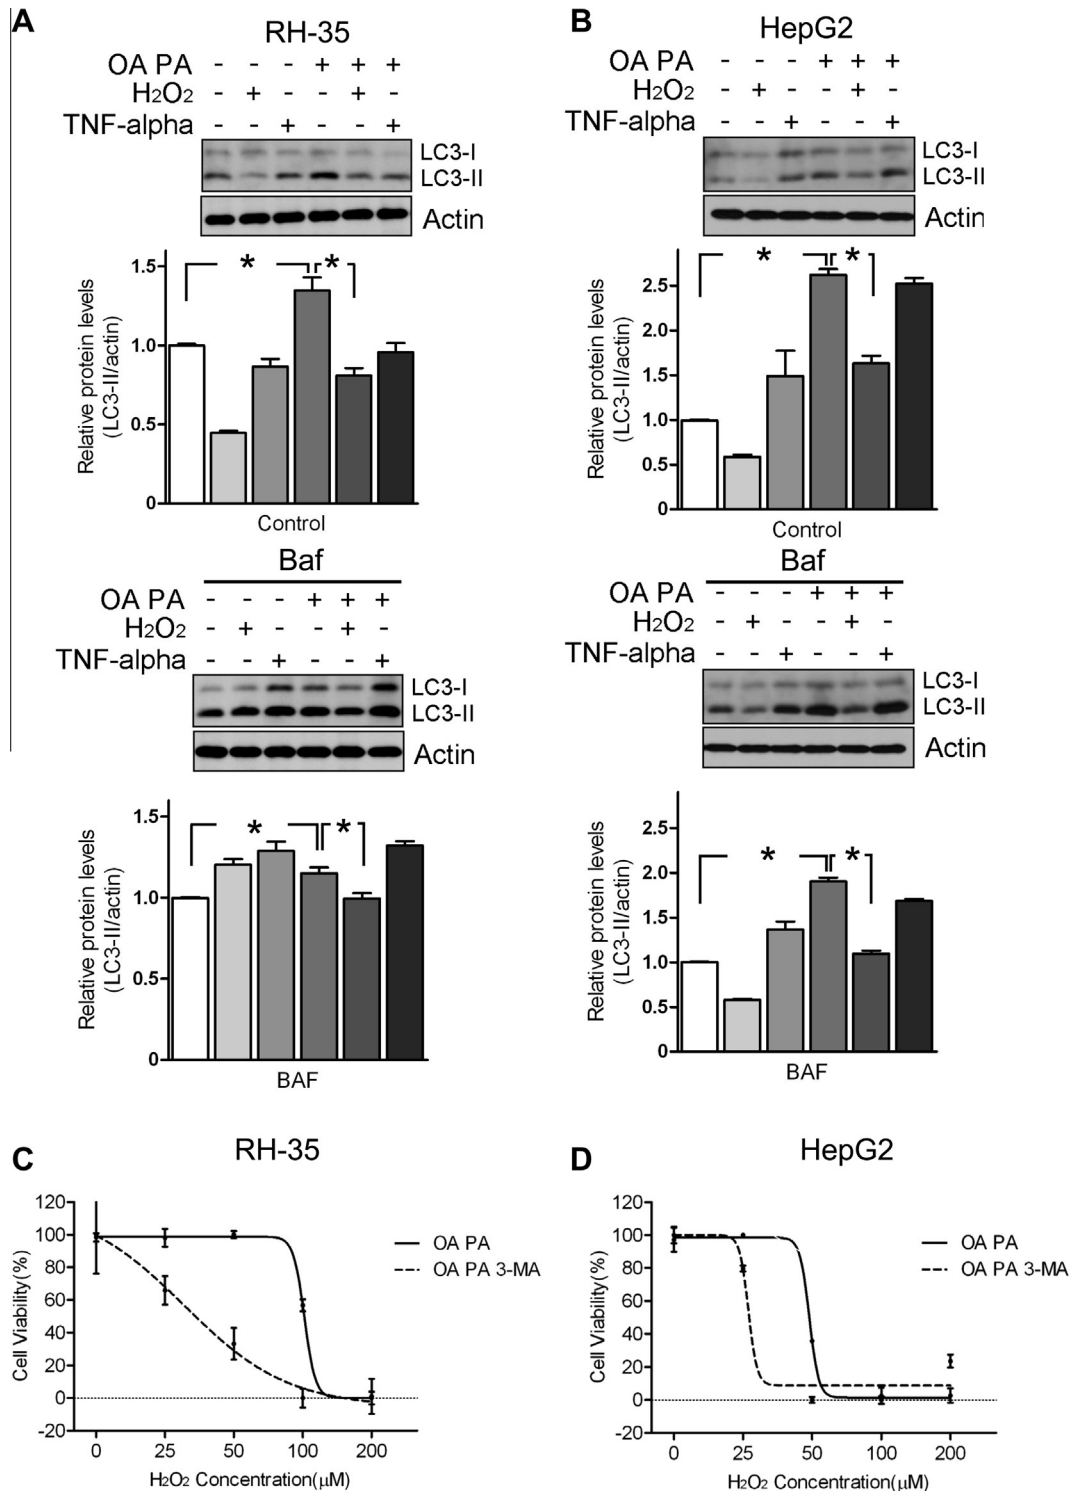 A
RH-35
OA PA - - - + + +
H₂O₂ - + - - + -
TNF-alpha - - + - - +
LC3-I
LC3-II
Actin
Relative protein levels
(LC3-II/actin)
1.5
1.0
0.5
0
* *
Control
Baf
OA PA - - - + + +
H₂O₂ - + - - + -
TNF-alpha - - + - - +
LC3-I
LC3-II
Actin
Relative protein levels
(LC3-II/actin)
1.5
1.0
0.5
0
* *
BAF
B
HepG2
OA PA - - - + + +
H₂O₂ - + - - + -
TNF-alpha - - + - - +
LC3-I
LC3-II
Actin
Relative protein levels
(LC3-II/actin)
2.5
2.0
1.5
1.0
0.5
0
* *
Control
Baf
OA PA - - - + + +
H₂O₂ - + - - + -
TNF-alpha - - + - - +
LC3-I
LC3-II
Actin
Relative protein levels
(LC3-II/actin)
2.5
2.0
1.5
1.0
0.5
0
* *
BAF
C
RH-35
Cell Viability(%)
120
100
80
60
40
20
0
-20
OA PA
OA PA 3-MA
0 25 50 100 200
H₂O₂ Concentration(μM)
D
HepG2
Cell Viability(%)
120
100
80
60
40
20
0
-20
OA PA
OA PA 3-MA
0 25 50 100 200
H₂O₂ Concentration(μM)